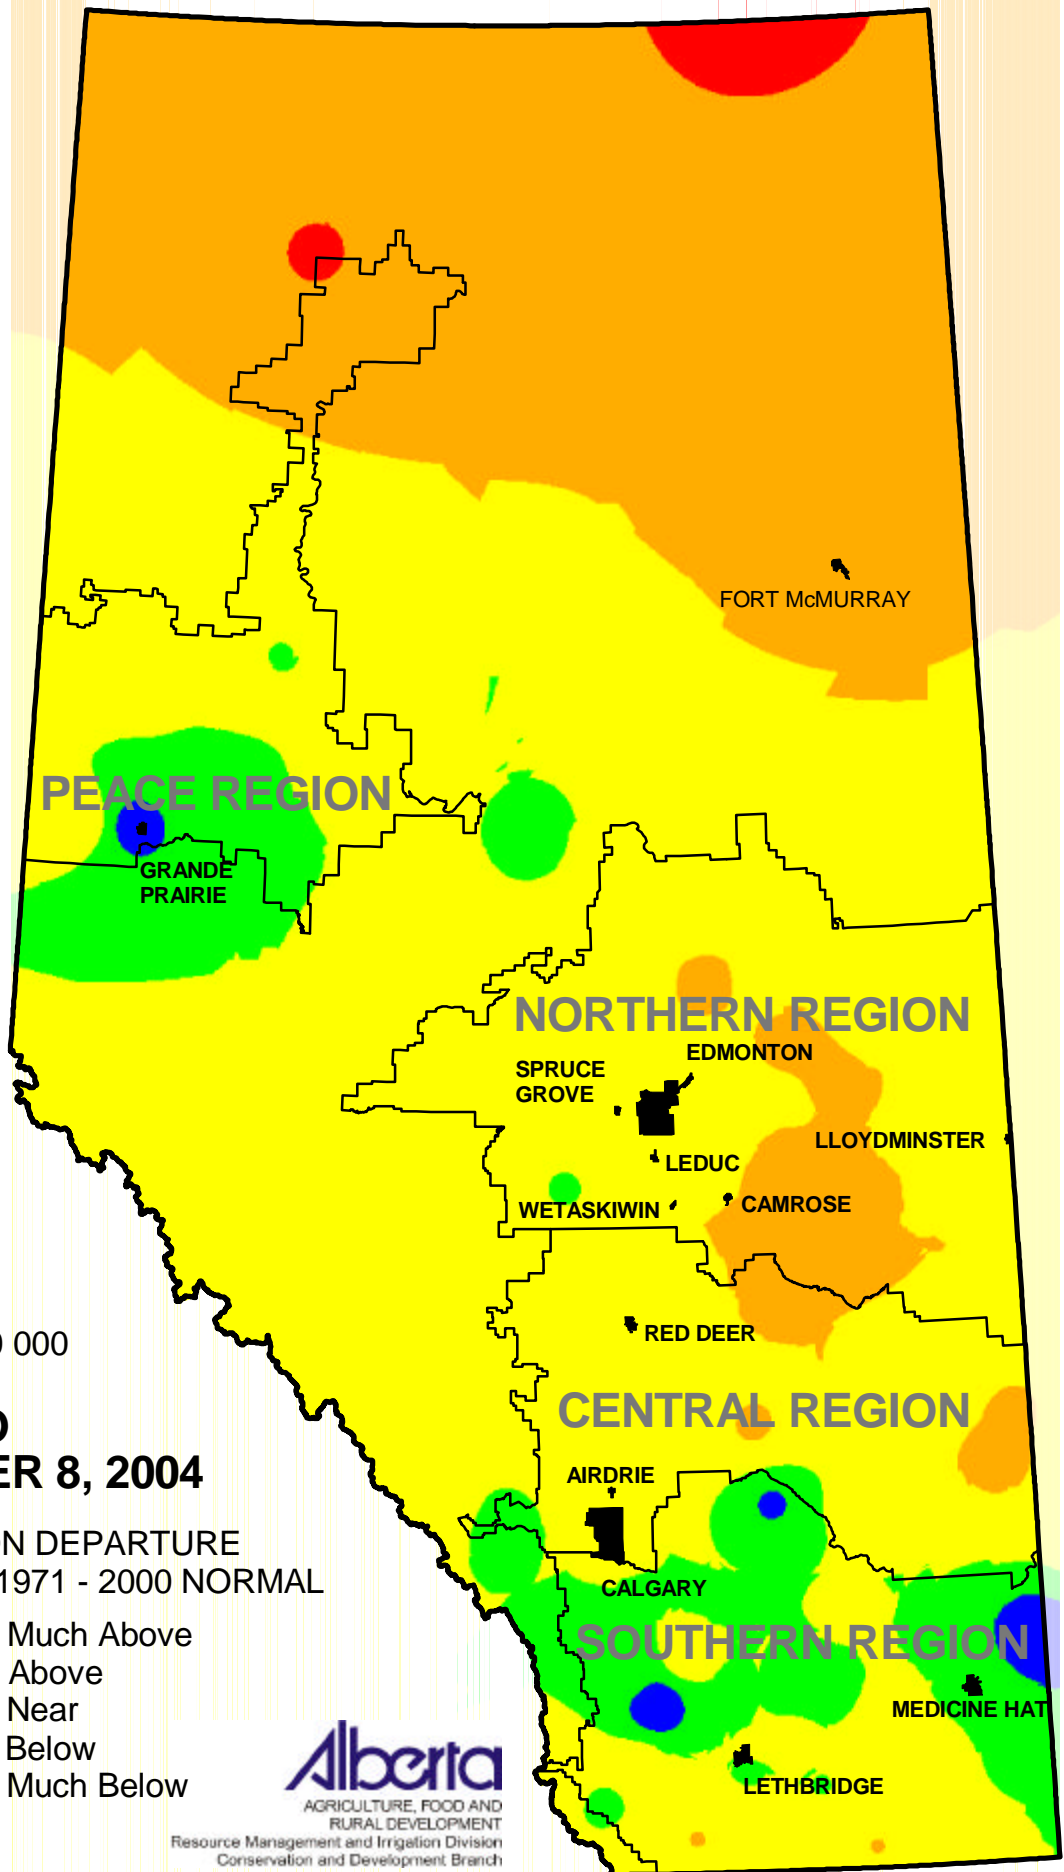 FORT McMURRAY
PEACE REGION
GRANDE
PRAIRIE
NORTHERN REGION
EDMONTON
SPRUCE
GROVE
LLOYDMINSTER
LEDUC
WETASKIWIN
CAMROSE
RED DEER
0 000
CENTRAL REGION
ER 8, 2004
AIRDRIE
N DEPARTURE
1971 - 2000 NORMAL
CALGARY
SOUTHERN REGION
Much Above
Above
Near
Below
Much Below
MEDICINE HAT
LETHBRIDGE
Alberta
AGRICULTURE, FOOD AND
RURAL DEVELOPMENT
Resource Management and Irrigation Division
Conservation and Development Branch